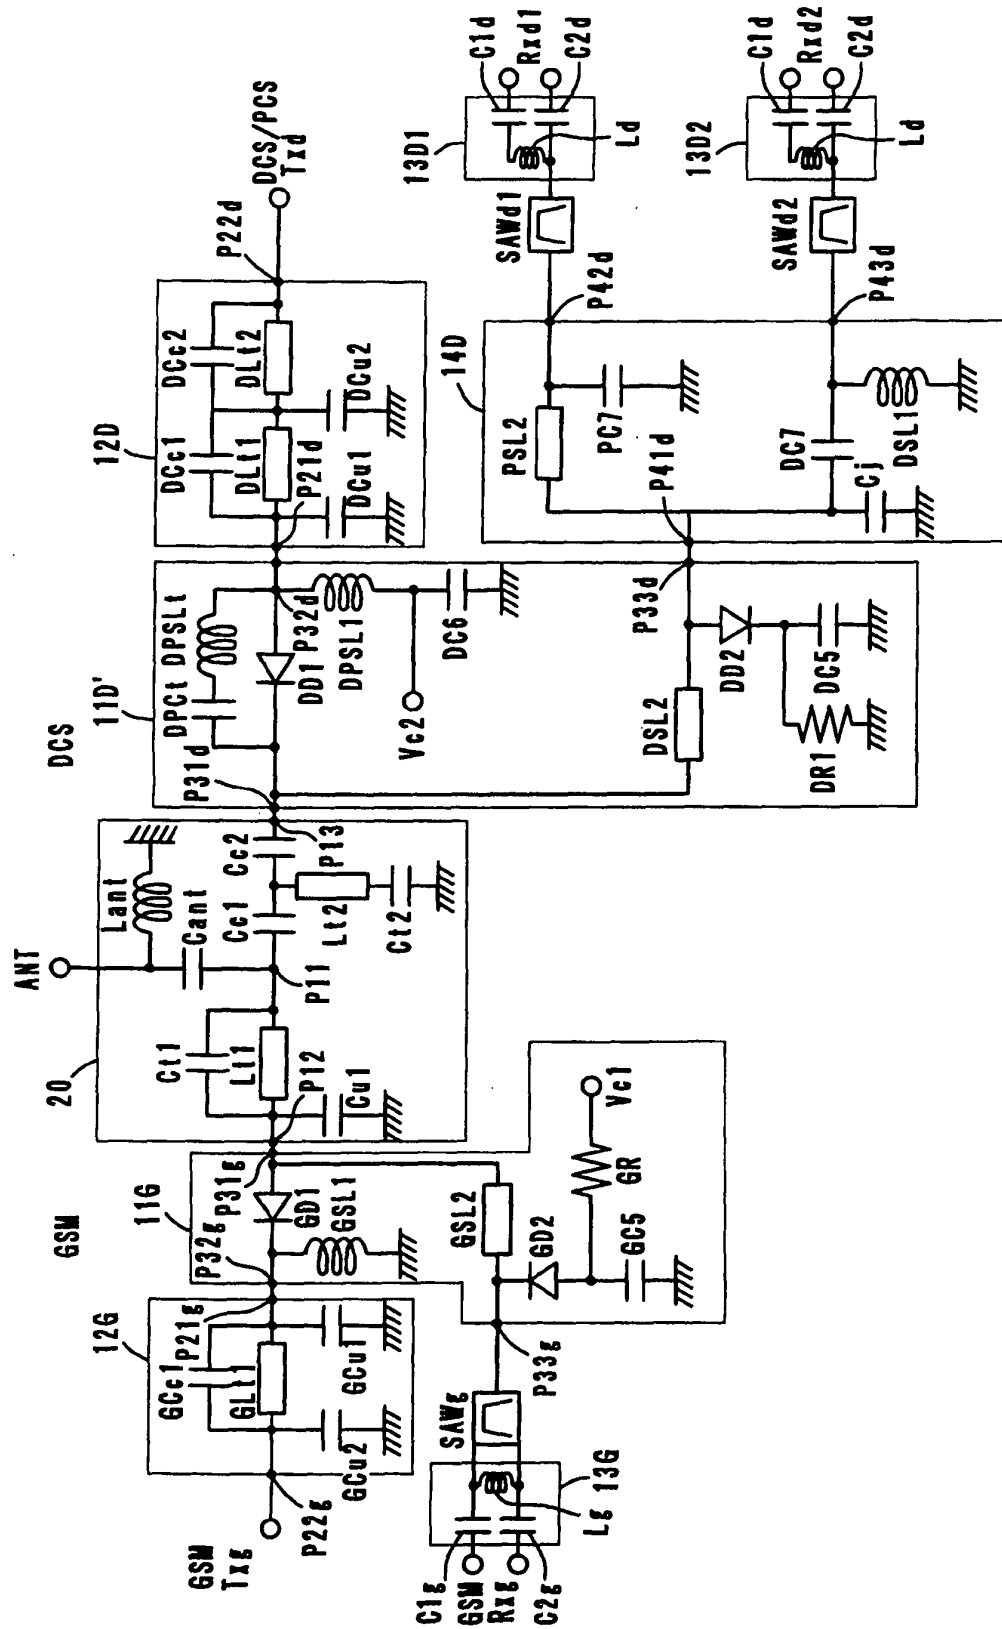 GSM
Txg
P22g
12G
GCc1
P21g
GLt1
GCu1
GCu2
GSM
11G
P32g
P31g
GD1
GSL1
GSL2
GD2
GR
Vc1
GC5
P33g
SAWg
13G
Lg
C1g
GSM
Rxg
C2g
20
ANT
Lant
Cant
Ct1
Lt1
P12
Cu1
P11
Cc1
Cc2
P13
Lt2
Ct2
DCS
11D'
P31d
DPCt
DPSLt
DD1
P32d
DPSL1
Vc2
DC6
P33d
DSL2
DD2
DC5
DR1
12D
DCc1
DCc2
DLt1
DLt2
P21d
DCu1
DCu2
P22d
DCS/PCS
Txd
14D
PSL2
PC7
P41d
P42d
DC7
Cj
DSL1
P43d
SAWd1
13D1
C1d
Rxd1
C2d
Ld
SAWd2
13D2
C1d
Rxd2
C2d
Ld